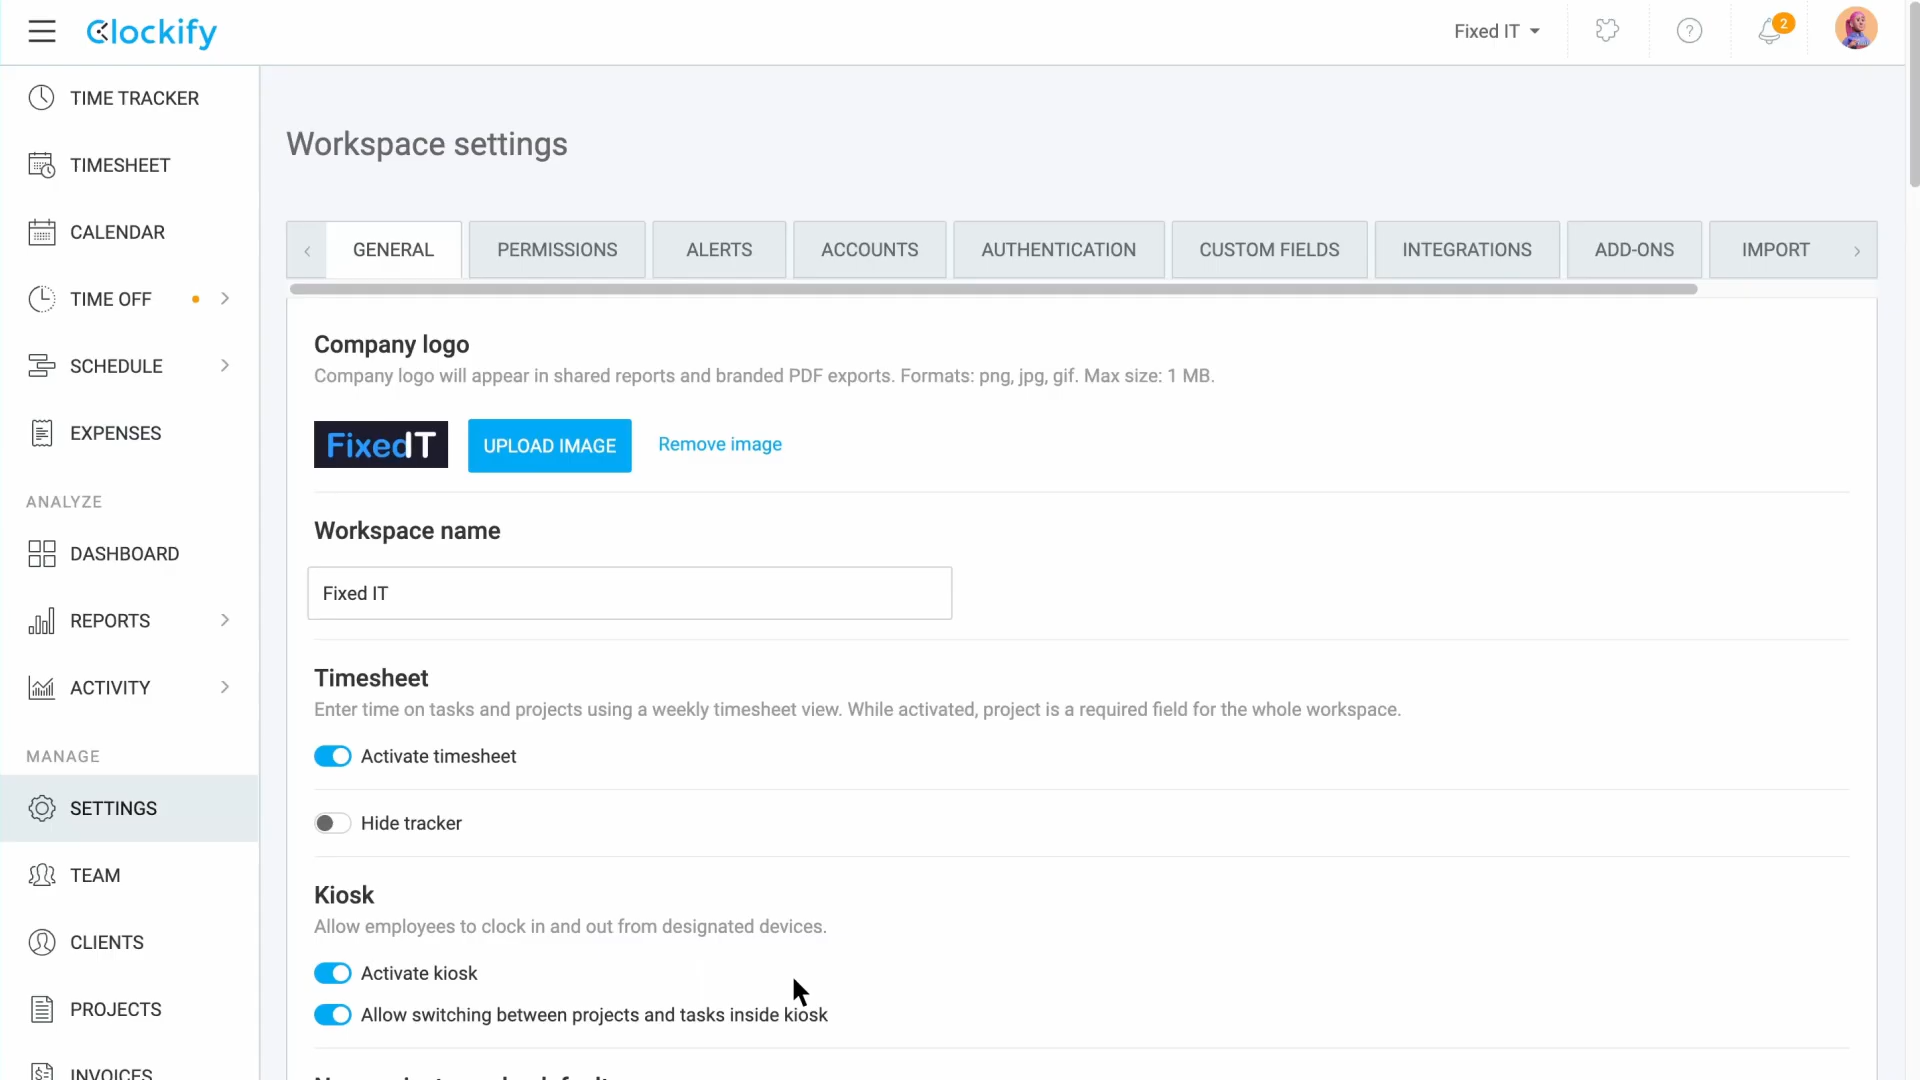 Clockify
Fixed IT
?
2
TIME TRACKER
TIMESHEET
CALENDAR
TIME OFF
SCHEDULE
EXPENSES
ANALYZE
DASHBOARD
REPORTS
ACTIVITY
MANAGE
SETTINGS
TEAM
CLIENTS
PROJECTS
INVOICES
Workspace settings
GENERAL
PERMISSIONS
ALERTS
ACCOUNTS
AUTHENTICATION
CUSTOM FIELDS
INTEGRATIONS
ADD-ONS
IMPORT
Company logo
Company logo will appear in shared reports and branded PDF exports. Formats: png, jpg, gif. Max size: 1 MB.
FixedIT
UPLOAD IMAGE
Remove image
Workspace name
Fixed IT
Timesheet
Enter time on tasks and projects using a weekly timesheet view. While activated, project is a required field for the whole workspace.
Activate timesheet
Hide tracker
Kiosk
Allow employees to clock in and out from designated devices.
Activate kiosk
Allow switching between projects and tasks inside kiosk